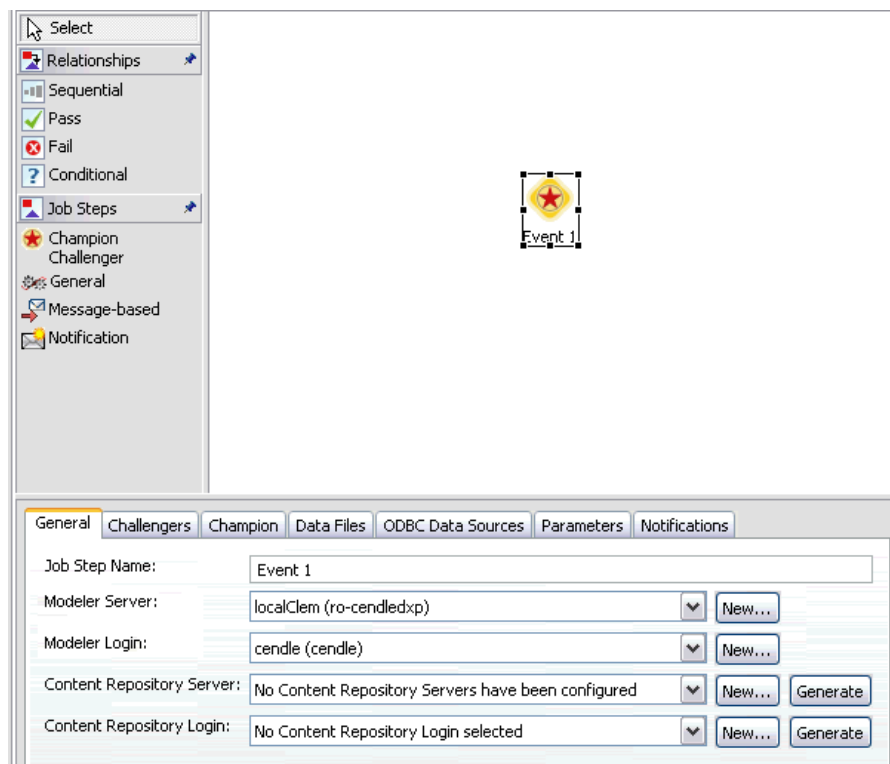 Select
Relationships
Sequential
Pass
Fail
Conditional
Job Steps
Champion
Challenger
General
Message-based
Notification
Event 1
General Challengers Champion Data Files ODBC Data Sources Parameters Notifications
Job Step Name: Event 1
Modeler Server: localClem (ro-cendledxp) New...
Modeler Login: cendle (cendle) New...
Content Repository Server: No Content Repository Servers have been configured New... Generate
Content Repository Login: No Content Repository Login selected New... Generate